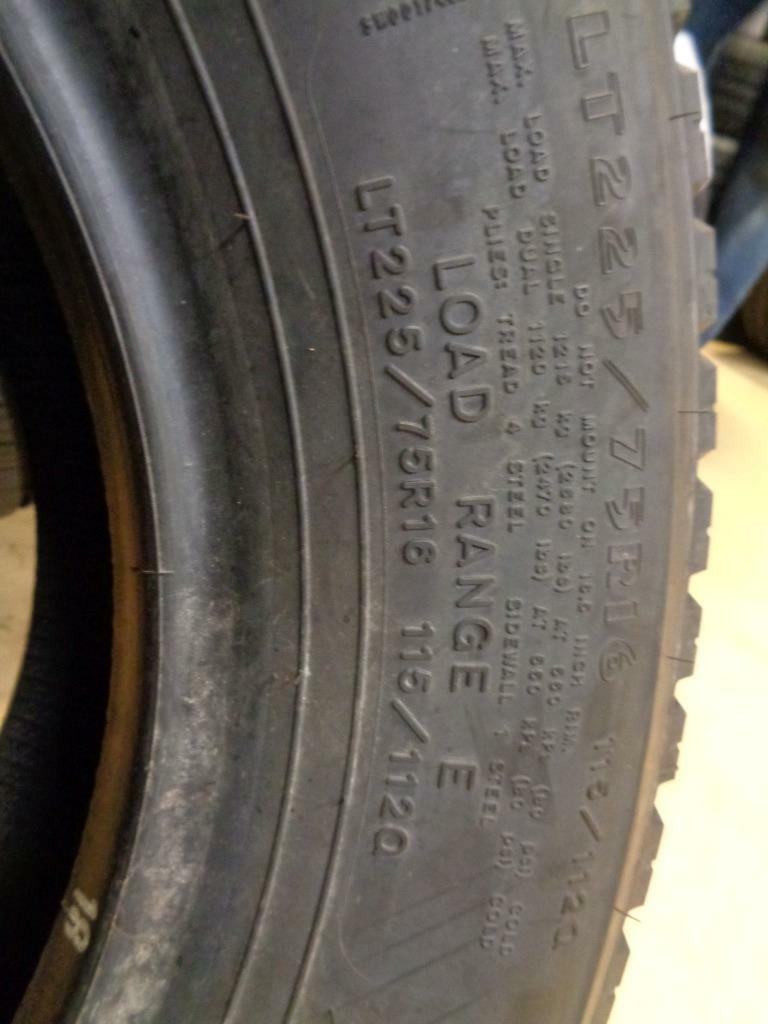 LT225/75R16 115/112Q
DO NOT MOUNT ON 16.5 INCH RIM.
MAX. LOAD SINGLE 1215 KG (2680 LBS) AT 550 KPA (80 PSI) COLD
MAX. LOAD DUAL 1120 KG (2470 LBS) AT 550 KPA (80 PSI) COLD
PLIES: TREAD 4 STEEL SIDEWALL 1 STEEL
LOAD RANGE E
LT225/75R16 115/112Q